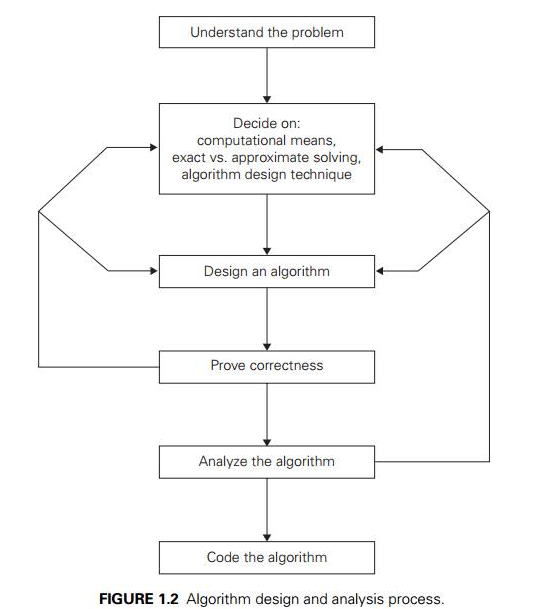 Understand the problem
Decide on:
computational means,
exact vs. approximate solving,
algorithm design technique
Design an algorithm
Prove correctness
Analyze the algorithm
Code the algorithm
FIGURE 1.2 Algorithm design and analysis process.